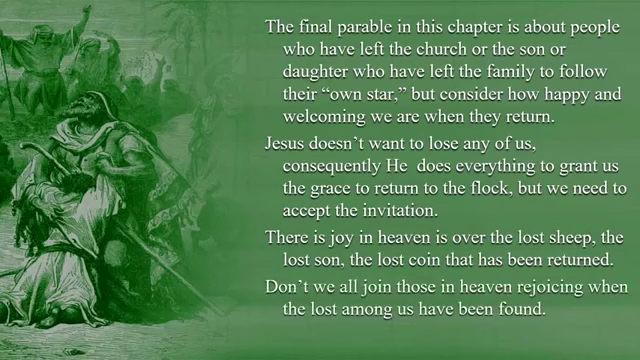 The final parable in this chapter is about people
who have left the church or the son or
daughter who have left the family to follow
their “own star,” but consider how happy and
welcoming we are when they return.
Jesus doesn’t want to lose any of us,
consequently He  does everything to grant us
the grace to return to the flock, but we need to
accept the invitation.
There is joy in heaven is over the lost sheep, the
lost son, the lost coin that has been returned.
Don’t we all join those in heaven rejoicing when
the lost among us have been found.